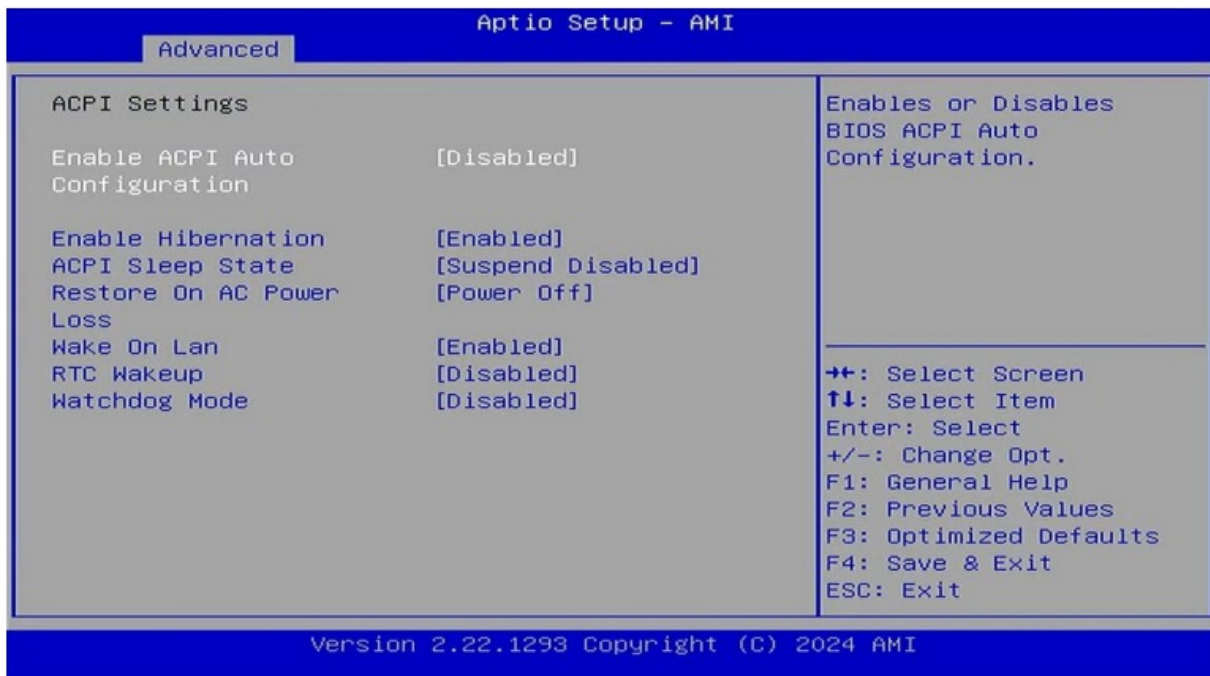 Aptio Setup - AMI
Advanced
ACPI Settings
Enable ACPI Auto Configuration [Disabled]
Enable Hibernation [Enabled]
ACPI Sleep State [Suspend Disabled]
Restore On AC Power Loss [Power Off]
Wake On Lan [Enabled]
RTC Wakeup [Disabled]
Watchdog Mode [Disabled]
Enables or Disables
BIOS ACPI Auto
Configuration.
→←: Select Screen
↑↓: Select Item
Enter: Select
+/-: Change Opt.
F1: General Help
F2: Previous Values
F3: Optimized Defaults
F4: Save & Exit
ESC: Exit
Version 2.22.1293 Copyright (C) 2024 AMI